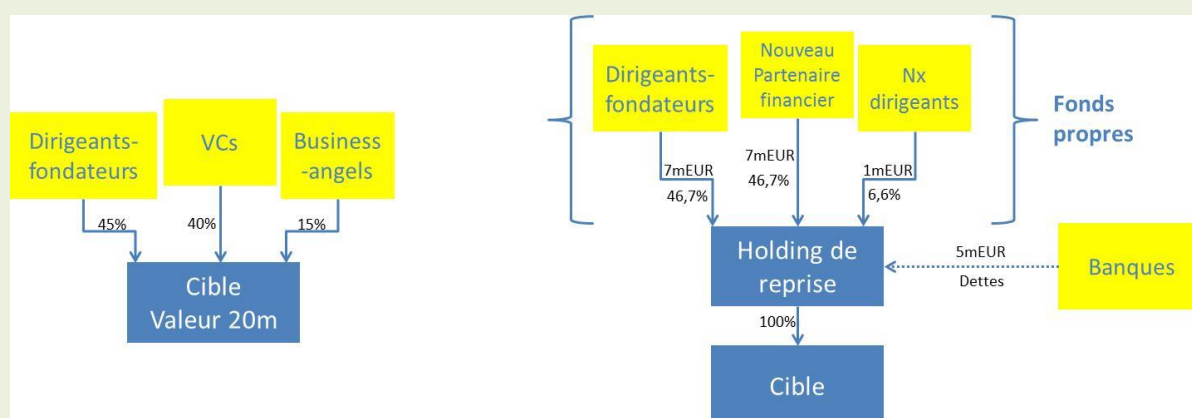 Dirigeants-
fondateurs
VCs
Business
-angels
45%
40%
15%
Cible
Valeur 20m
Dirigeants-
fondateurs
Nouveau
Partenaire
financier
Nx
dirigeants
Fonds
propres
7mEUR
46,7%
7mEUR
46,7%
1mEUR
6,6%
Holding de
reprise
5mEUR
Dettes
Banques
100%
Cible